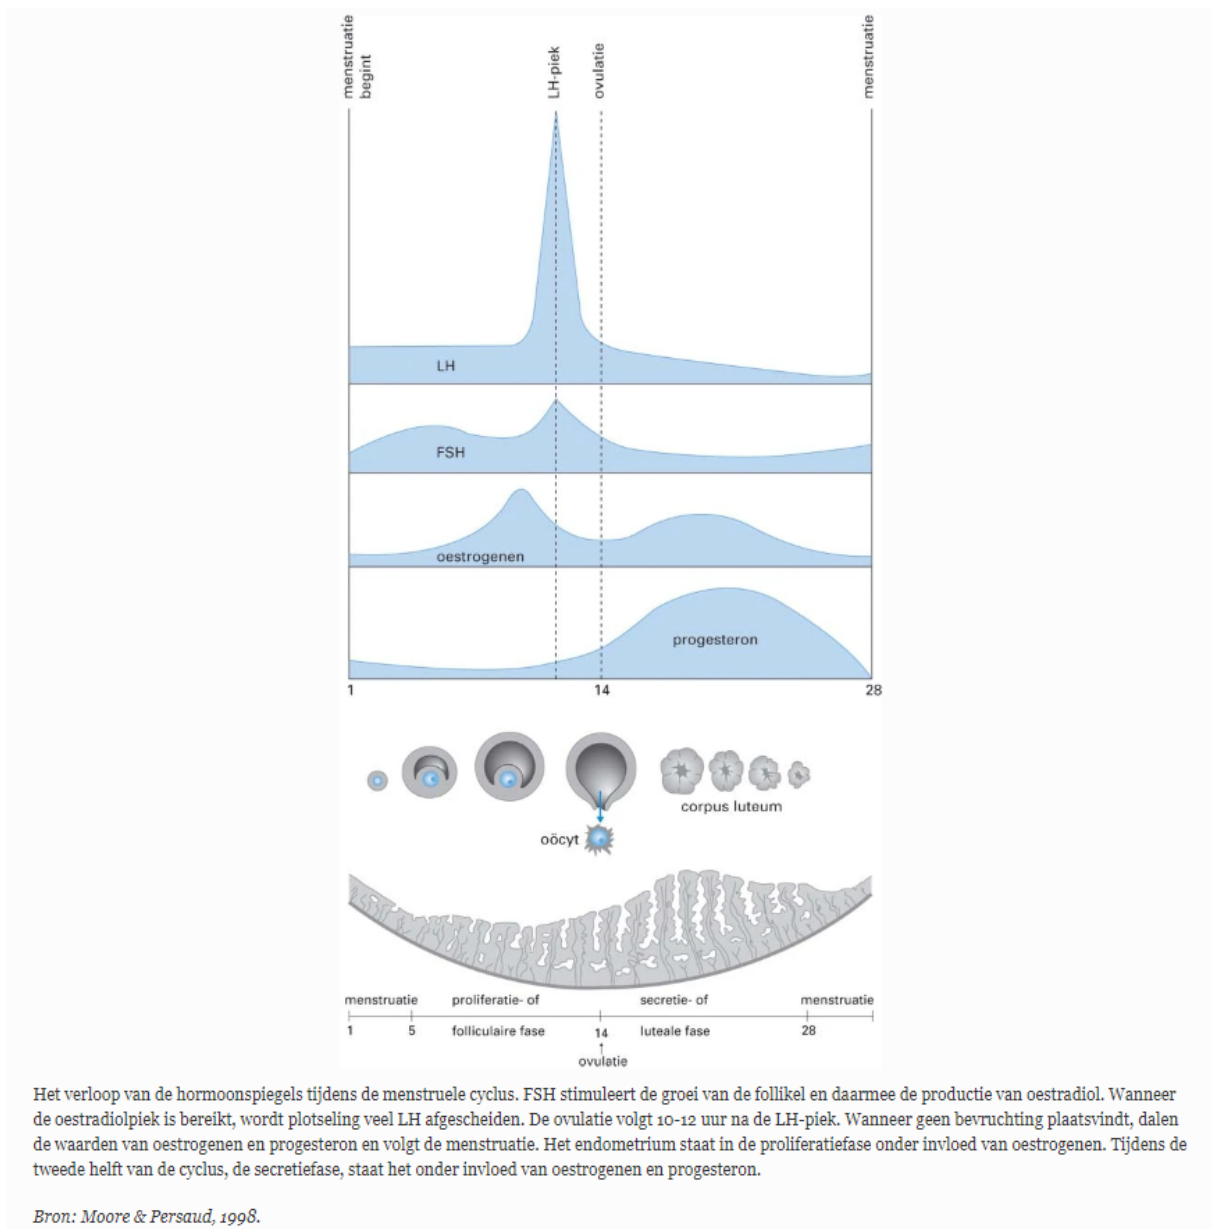 menstruatie
begint
LH-piek
ovulatie
menstruatie
LH
FSH
oestrogenen
progesteron
1
14
28
corpus luteum
oöcyt
menstruatie
proliferatie- of
secretie- of
menstruatie
1
5
folliculaire fase
14
luteale fase
28
ovulatie
Het verloop van de hormoonspiegels tijdens de menstruele cyclus. FSH stimuleert de groei van de follikel en daarmee de productie van oestradiol. Wanneer
de oestradiolpiek is bereikt, wordt plotseling veel LH afgescheiden. De ovulatie volgt 10-12 uur na de LH-piek. Wanneer geen bevruchting plaatsvindt, dalen
de waarden van oestrogenen en progesteron en volgt de menstruatie. Het endometrium staat in de proliferatiefase onder invloed van oestrogenen. Tijdens de
tweede helft van de cyclus, de secretiefase, staat het onder invloed van oestrogenen en progesteron.
Bron: Moore & Persaud, 1998.